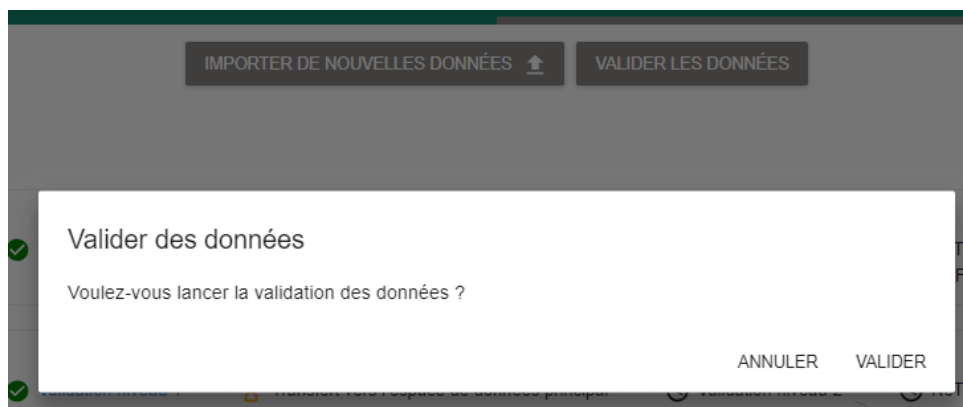 IMPORTER DE NOUVELLES DONNÉES
VALIDER LES DONNÉES
Valider des données
Voulez-vous lancer la validation des données ?
ANNULER
VALIDER